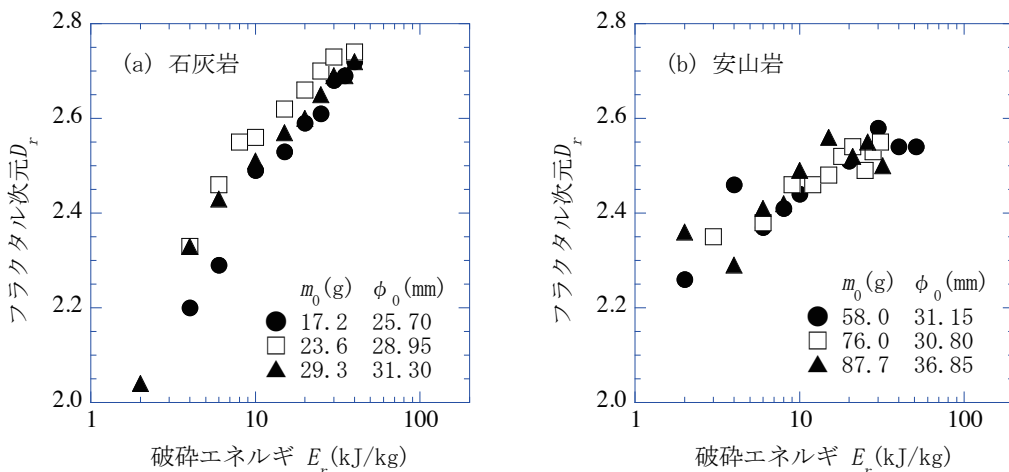 (a) 石灰岩
フラクタル次元D_r
2.8
2.6
2.4
2.2
2.0
m_0(g) φ_0(mm)
● 17.2 25.70
□ 23.6 28.95
▲ 29.3 31.30
1 10 100
破砕エネルギ E_r(kJ/kg)
(b) 安山岩
フラクタル次元D_r
2.8
2.6
2.4
2.2
2.0
m_0(g) φ_0(mm)
● 58.0 31.15
□ 76.0 30.80
▲ 87.7 36.85
1 10 100
破砕エネルギ E_r(kJ/kg)